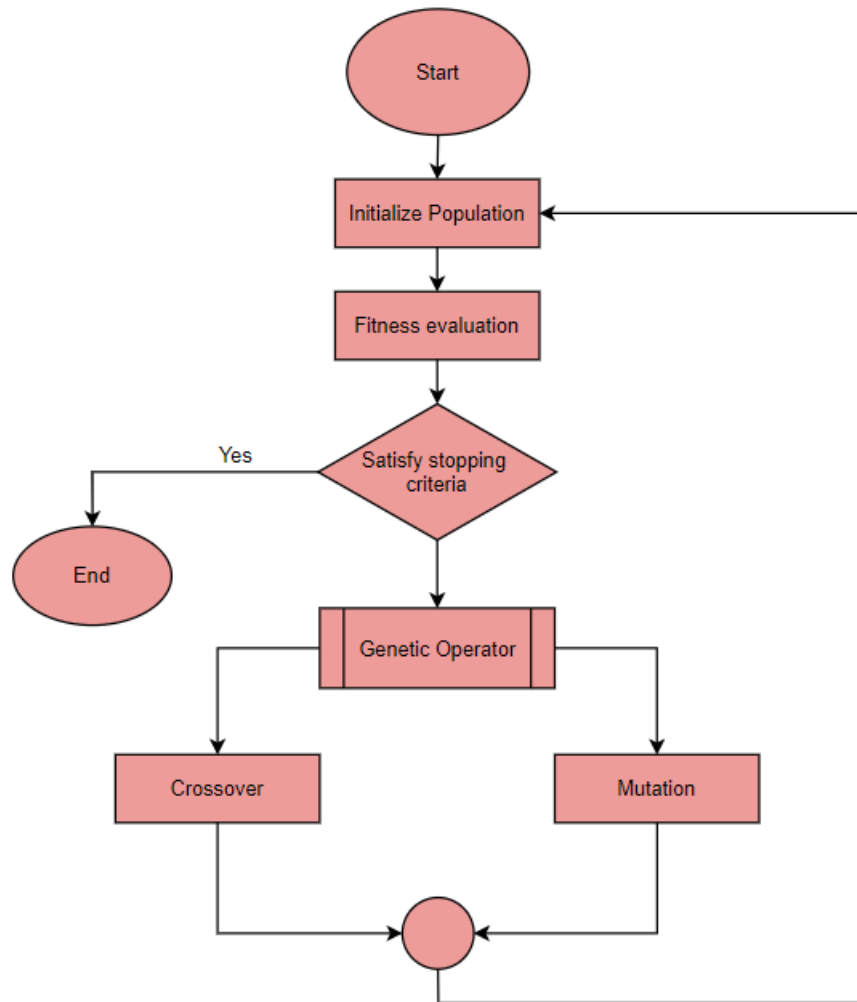 Start
Initialize Population
Fitness evaluation
Yes
Satisfy stopping
criteria
End
Genetic Operator
Crossover
Mutation